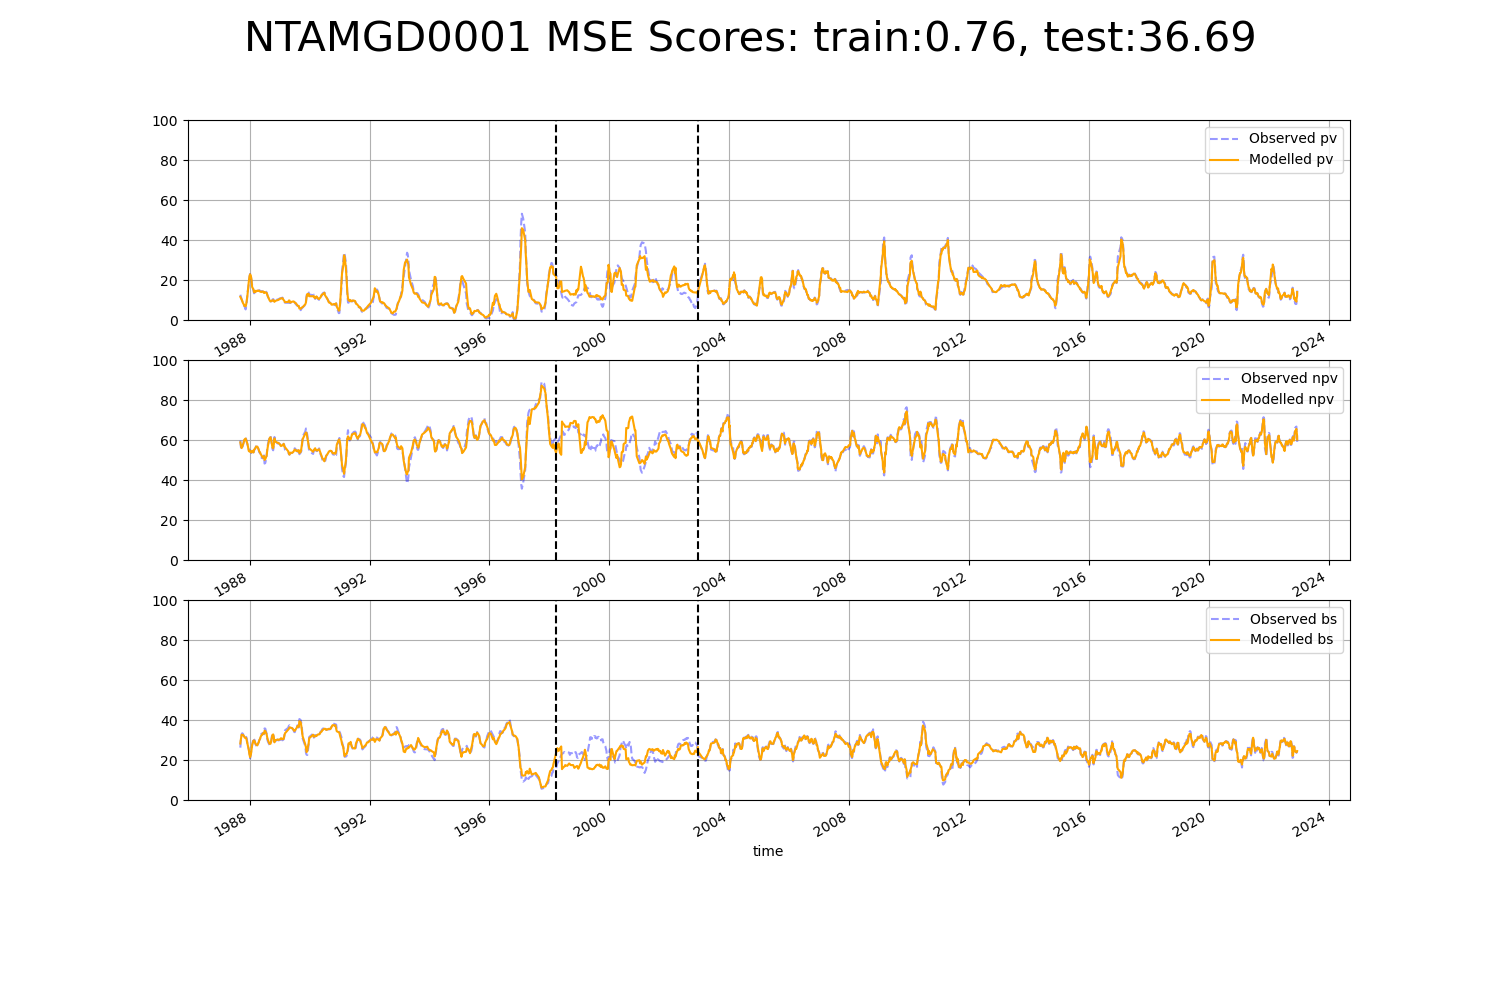 NTAMGD0001 MSE Scores: train:0.76, test:36.69
100
80
60
40
20
0
Observed pv
Modelled pv
1988 1992 1996 2000 2004 2008 2012 2016 2020 2024
100
80
60
40
20
0
Observed npv
Modelled npv
1988 1992 1996 2000 2004 2008 2012 2016 2020 2024
100
80
60
40
20
0
Observed bs
Modelled bs
1988 1992 1996 2000 2004 2008 2012 2016 2020 2024
time